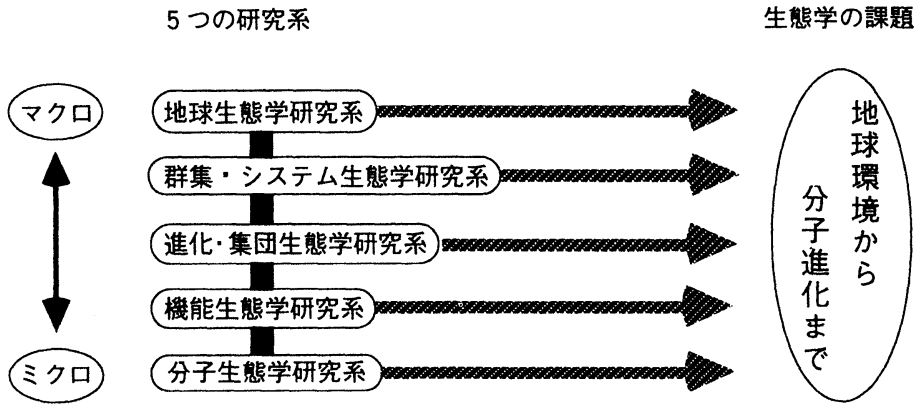 5つの研究系
生態学の課題
マクロ
地球生態学研究系
群集・システム生態学研究系
進化・集団生態学研究系
機能生態学研究系
ミクロ
分子生態学研究系
地球環境から
分子進化まで